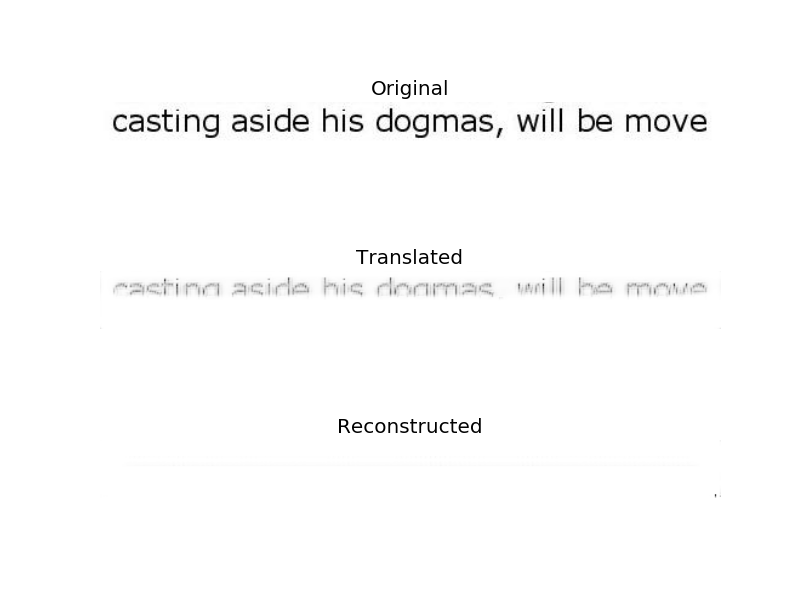 Original
casting aside his dogmas, will be move
Translated
casting aside his dogmas, will be move
Reconstructed